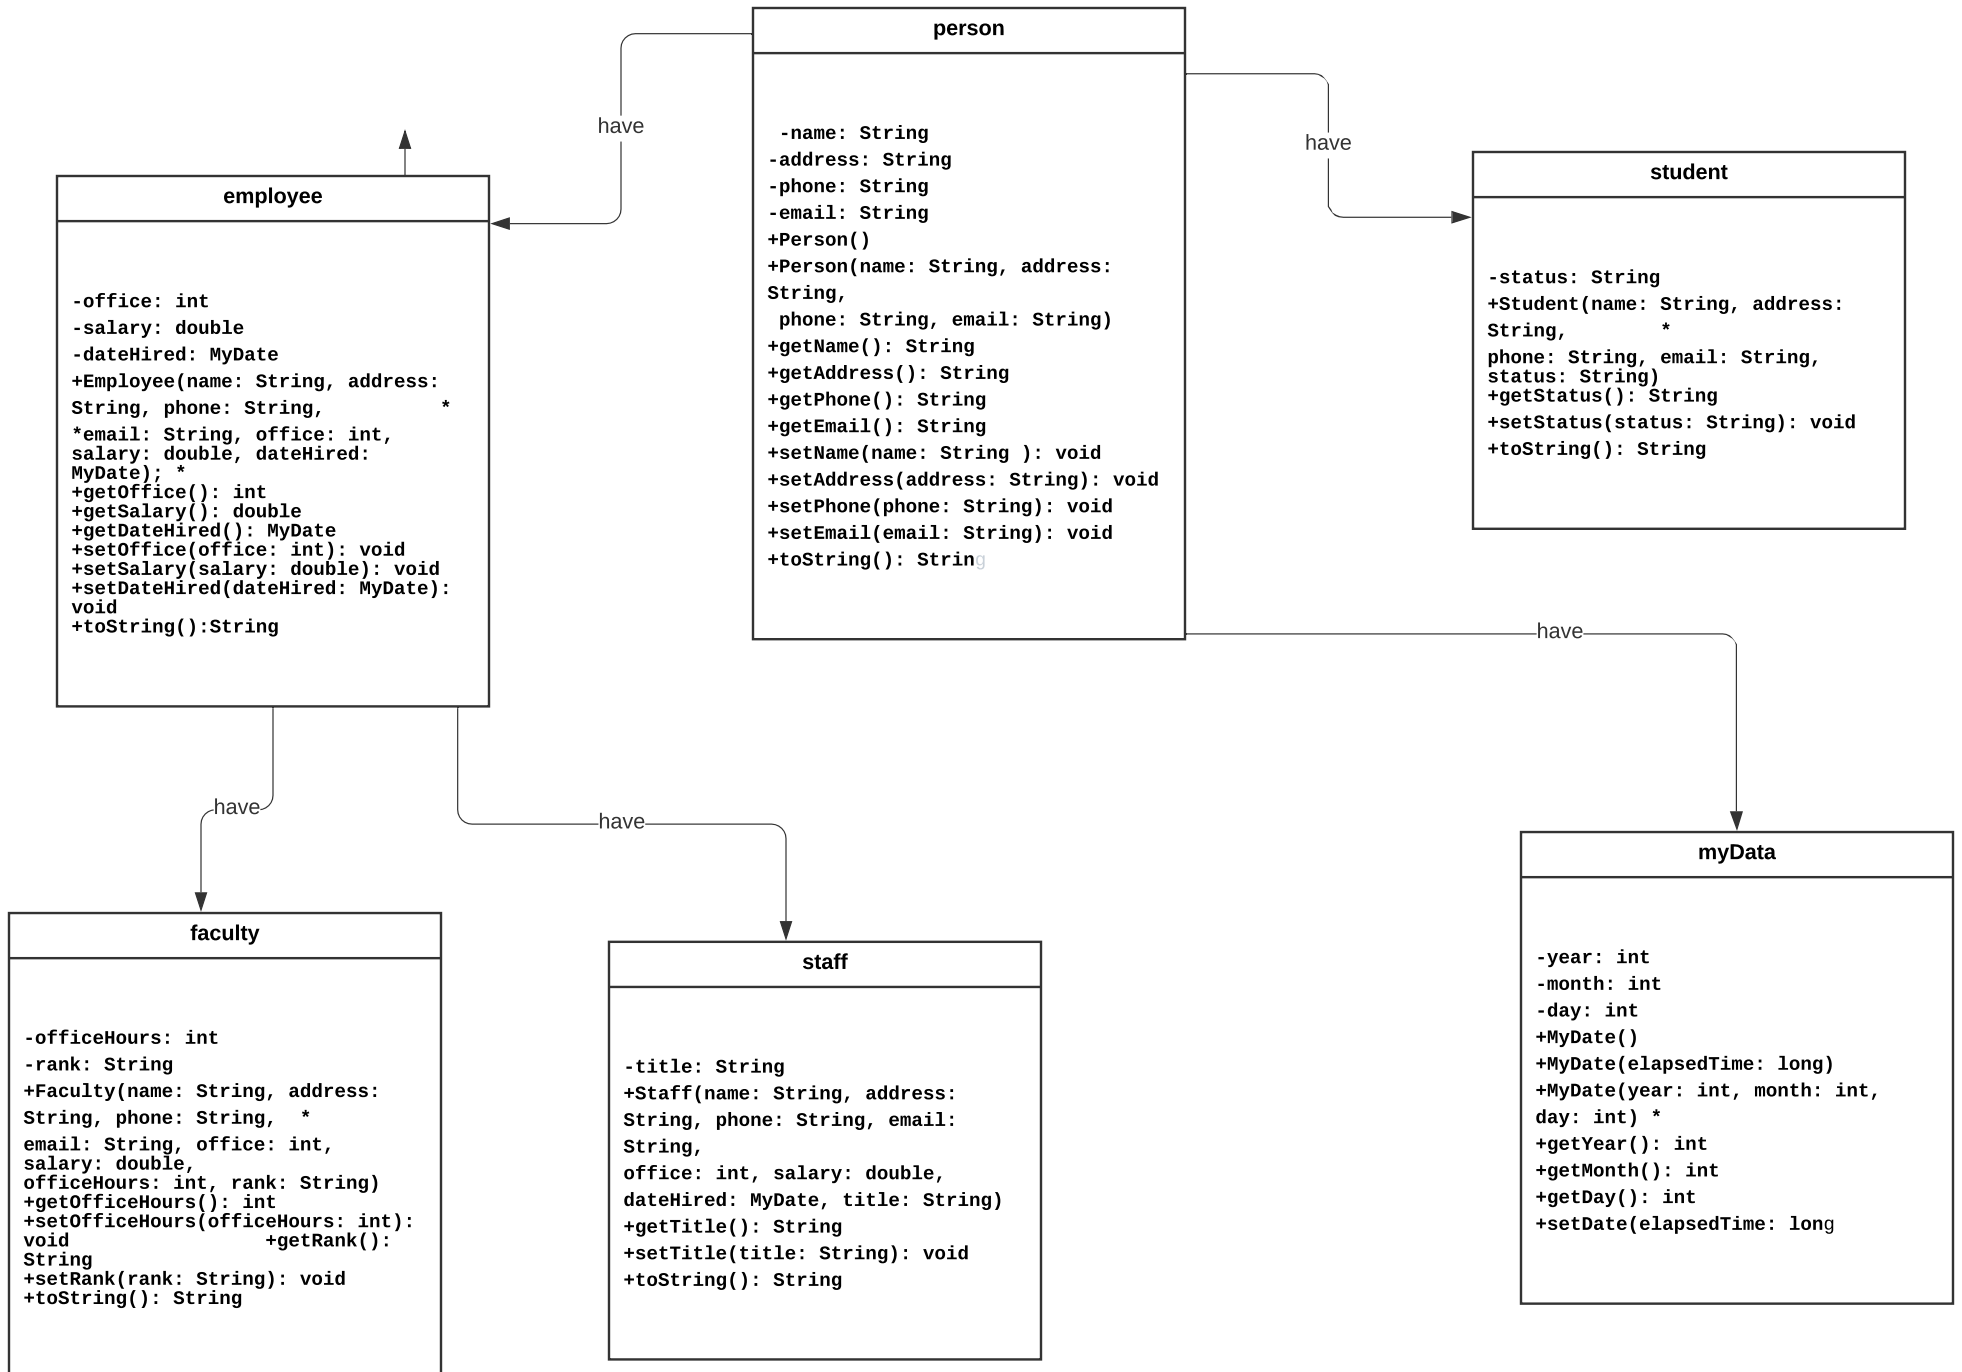 person
-name: String
-address: String
-phone: String
-email: String
+Person()
+Person(name: String, address:
String,
phone: String, email: String)
+getName(): String
+getAddress(): String
+getPhone(): String
+getEmail(): String
+setName(name: String ): void
+setAddress(address: String): void
+setPhone(phone: String): void
+setEmail(email: String): void
+toString(): String
have
have
have
employee
-office: int
-salary: double
-dateHired: MyDate
+Employee(name: String, address:
String, phone: String,          *
*email: String, office: int,
salary: double, dateHired:
MyDate); *
+getOffice(): int
+getSalary(): double
+getDateHired(): MyDate
+setOffice(office: int): void
+setSalary(salary: double): void
+setDateHired(dateHired: MyDate):
void
+toString():String
student
-status: String
+Student(name: String, address:
String,        *
phone: String, email: String,
status: String)
+getStatus(): String
+setStatus(status: String): void
+toString(): String
have
have
faculty
-officeHours: int
-rank: String
+Faculty(name: String, address:
String, phone: String,  *
email: String, office: int,
salary: double,
officeHours: int, rank: String)
+getOfficeHours(): int
+setOfficeHours(officeHours: int):
void                 +getRank():
String
+setRank(rank: String): void
+toString(): String
staff
-title: String
+Staff(name: String, address:
String, phone: String, email:
String,
office: int, salary: double,
dateHired: MyDate, title: String)
+getTitle(): String
+setTitle(title: String): void
+toString(): String
myData
-year: int
-month: int
-day: int
+MyDate()
+MyDate(elapsedTime: long)
+MyDate(year: int, month: int,
day: int) *
+getYear(): int
+getMonth(): int
+getDay(): int
+setDate(elapsedTime: long